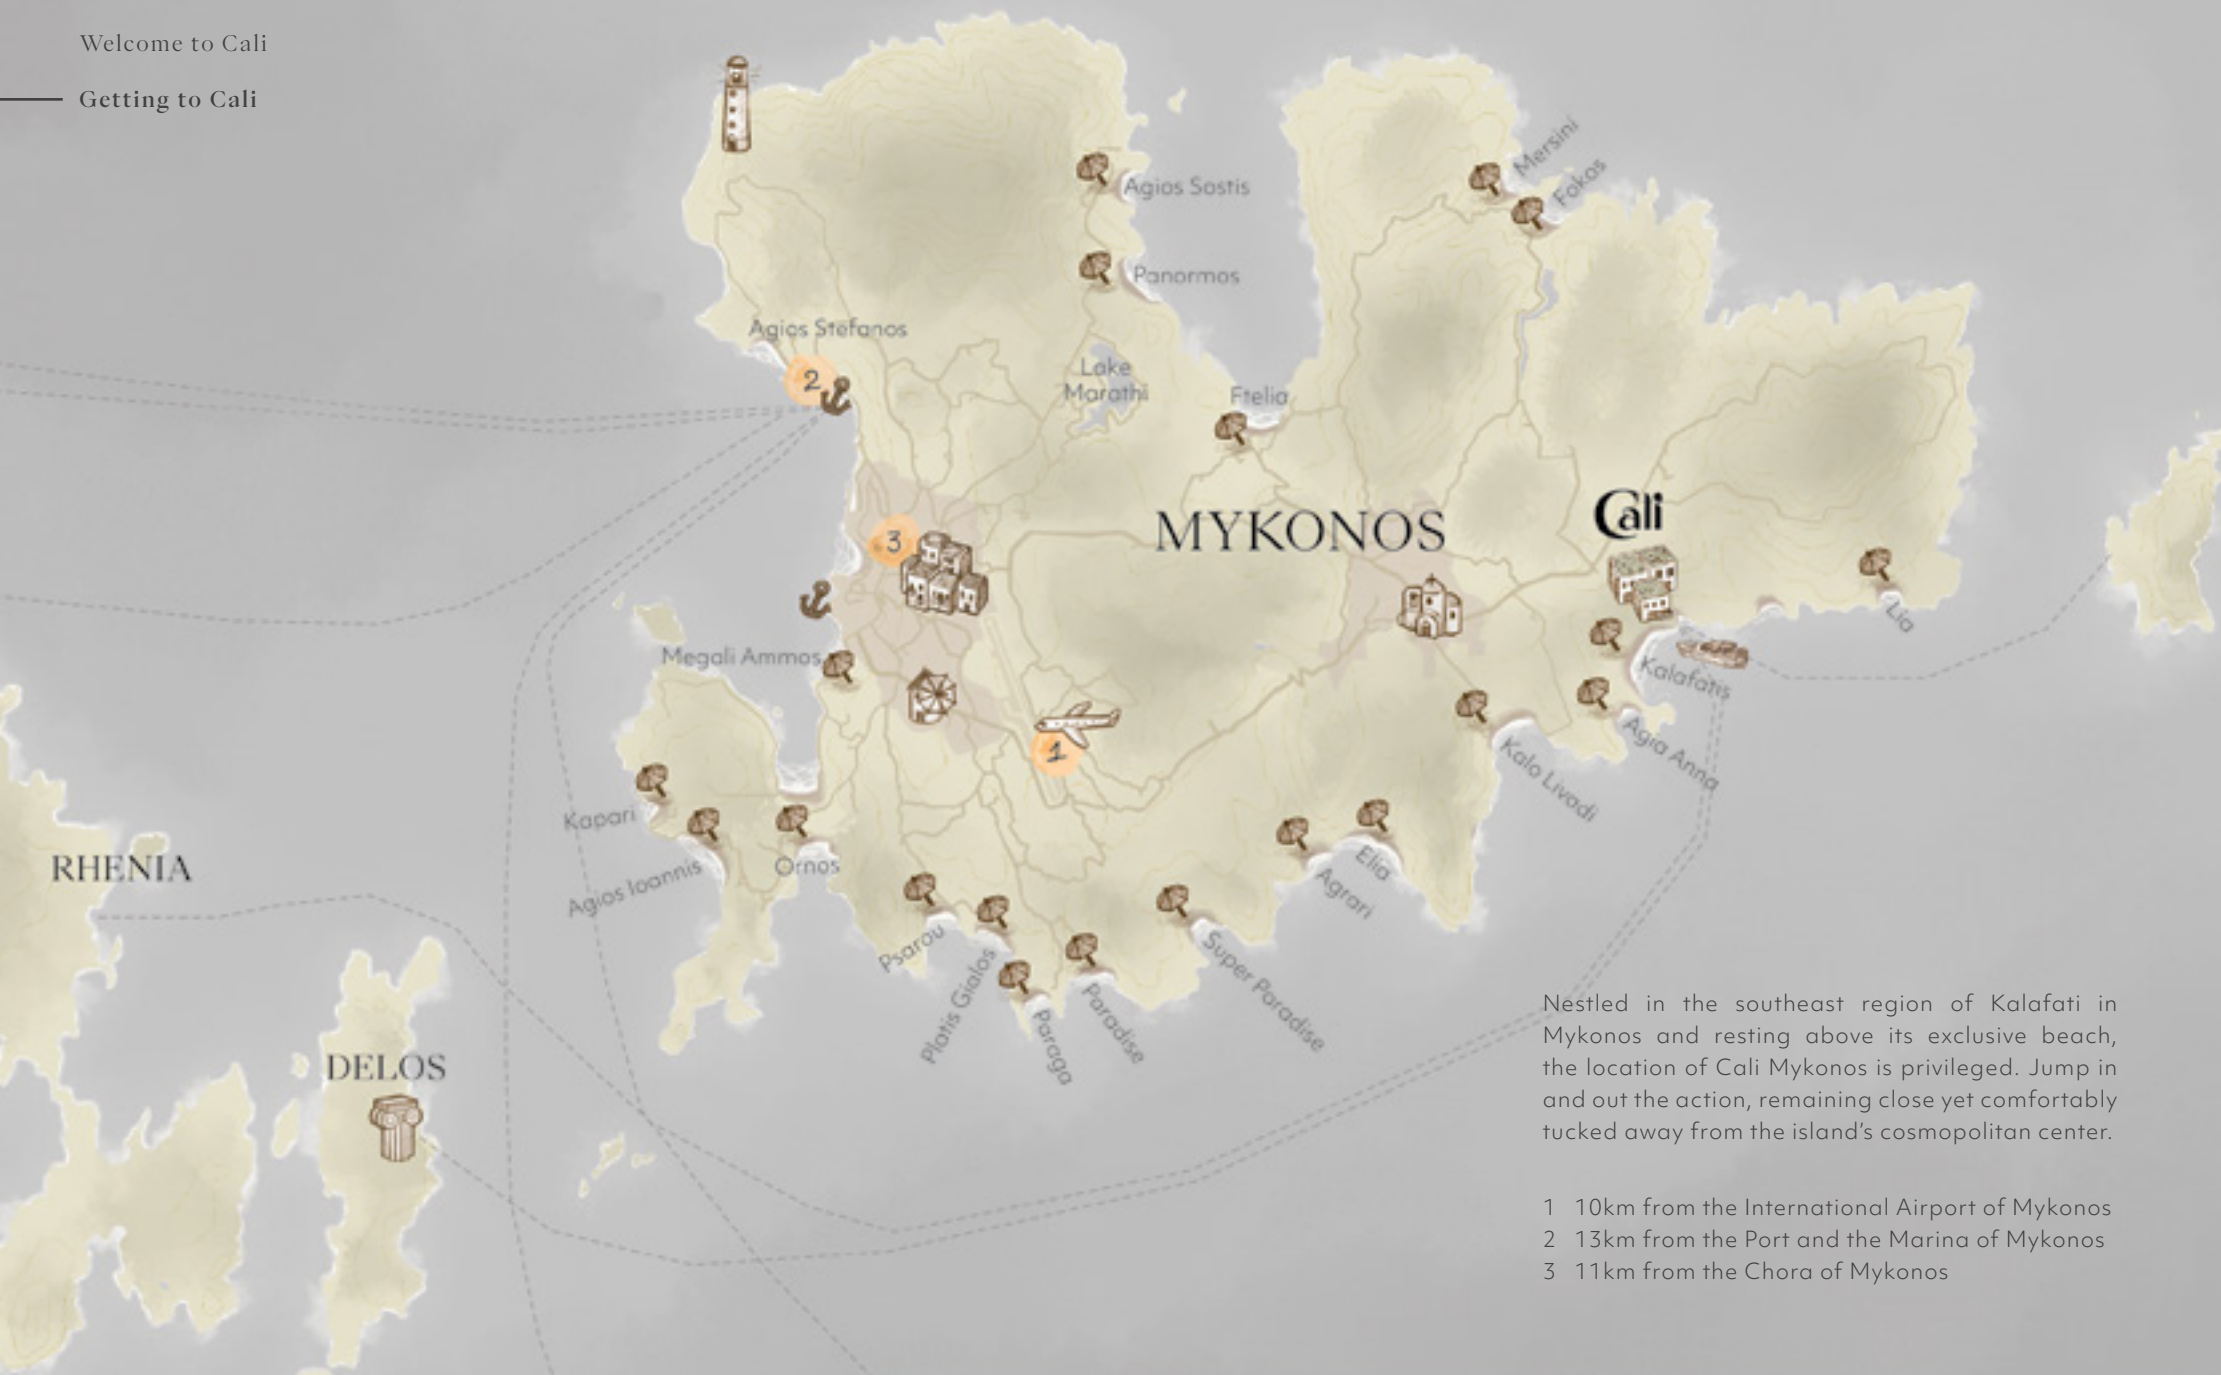 Welcome to Cali
Getting to Cali
Mersini
Fokos
Agios Sostis
Panormos
Agios Stefanos
2
Lake
Marathi
Ftelia
3
MYKONOS
Cali
Lia
Megali Ammos
Kalafatis
1
Agia Anna
Kalo Livadi
Kapari
Agios Ioannis
Ornos
Elia
Agrari
RHENIA
Psarou
Platis Gialos
Paraga
Paradise
Super Paradise
DELOS
Nestled in the southeast region of Kalafati in
Mykonos and resting above its exclusive beach,
the location of Cali Mykonos is privileged. Jump in
and out the action, remaining close yet comfortably
tucked away from the island's cosmopolitan center.
1 10km from the International Airport of Mykonos
2 13km from the Port and the Marina of Mykonos
3 11km from the Chora of Mykonos